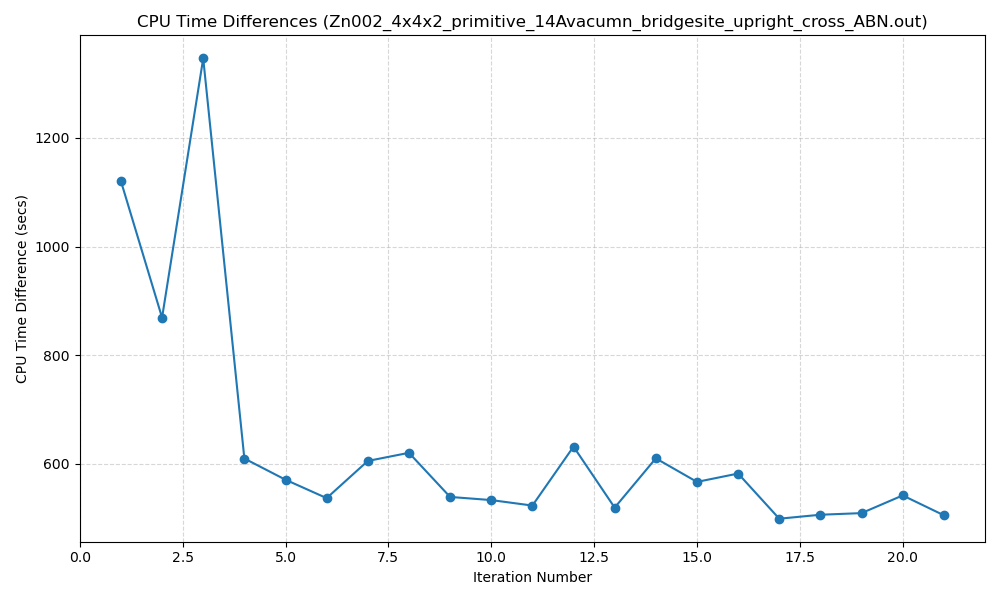 CPU Time Differences (Zn002_4x4x2_primitive_14Avacumn_bridgesite_upright_cross_ABN.out)
CPU Time Difference (secs)
1200
1000
800
600
0.0 2.5 5.0 7.5 10.0 12.5 15.0 17.5 20.0
Iteration Number